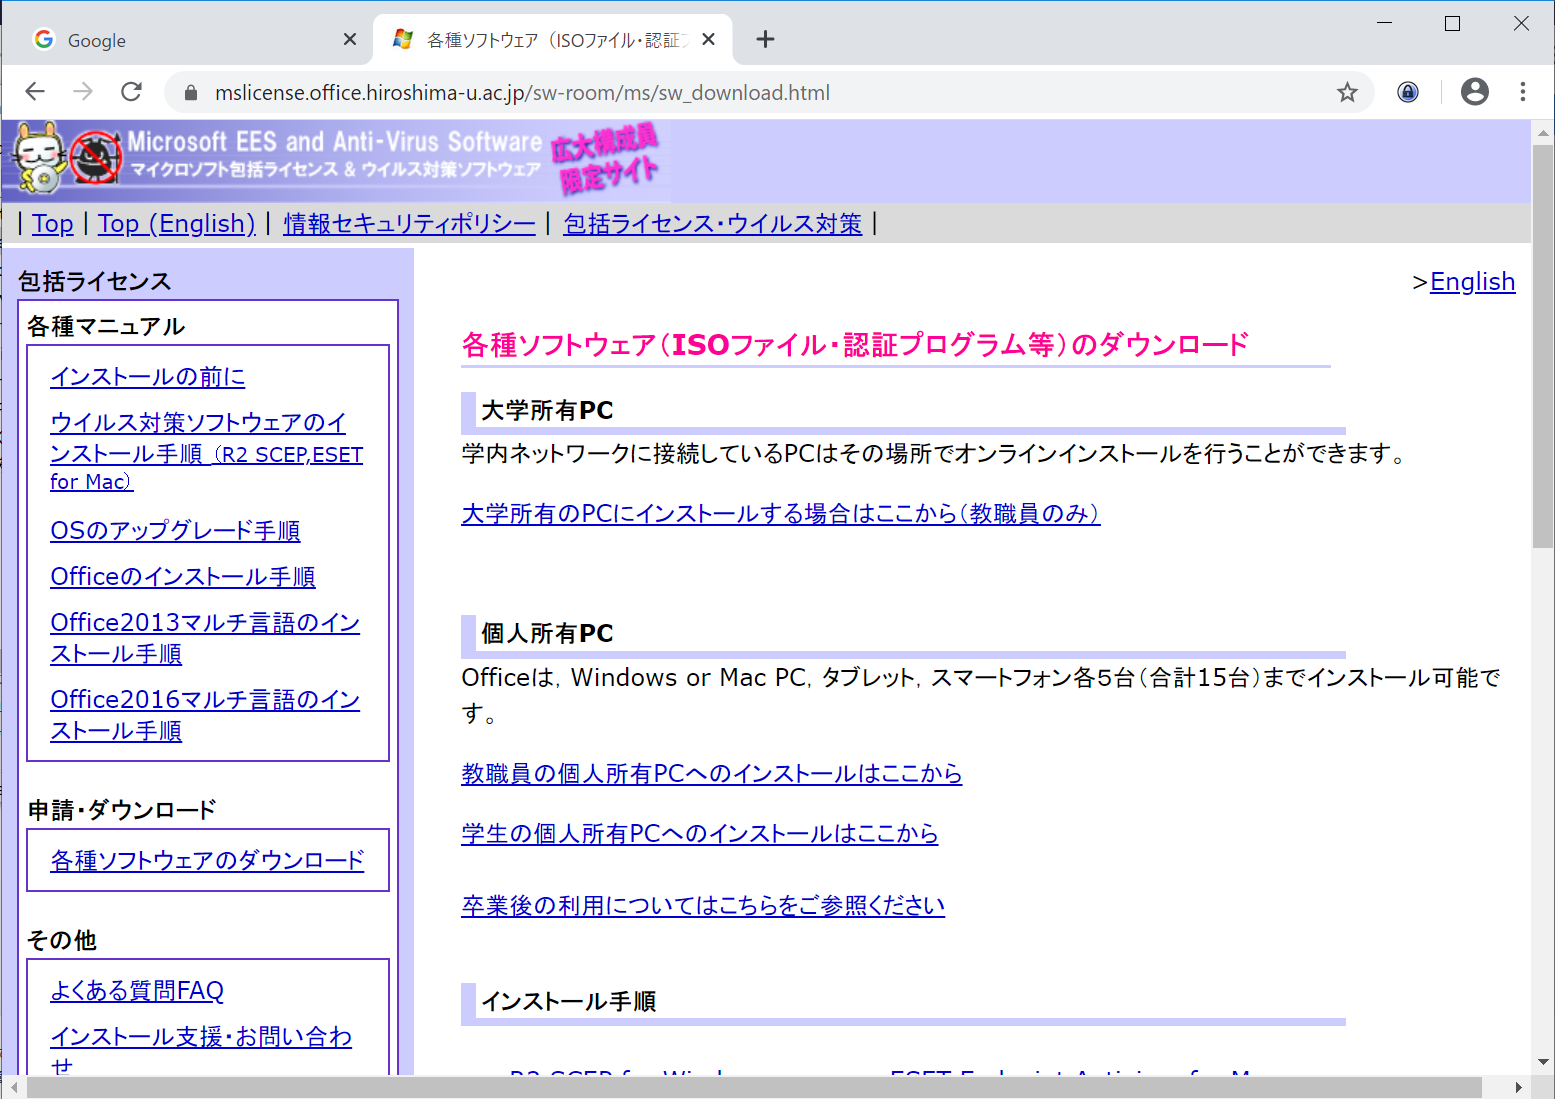 Google
各種ソフトウェア（ISOファイル・認証プ
mslicense.office.hiroshima-u.ac.jp/sw-room/ms/sw_download.html
Microsoft EES and Anti-Virus Software
マイクロソフト包括ライセンス & ウイルス対策ソフトウェア
広大構成員
限定サイト
| Top | Top (English) | 情報セキュリティポリシー | 包括ライセンス・ウイルス対策 |
包括ライセンス
各種マニュアル
インストールの前に
ウイルス対策ソフトウェアのイ
ンストール手順（R2 SCEP,ESET
for Mac）
OSのアップグレード手順
Officeのインストール手順
Office2013マルチ言語のイン
ストール手順
Office2016マルチ言語のイン
ストール手順
申請・ダウンロード
各種ソフトウェアのダウンロード
その他
よくある質問FAQ
インストール支援・お問い合わ
せ
>English
各種ソフトウェア（ISOファイル・認証プログラム等）のダウンロード
大学所有PC
学内ネットワークに接続しているPCはその場所でオンラインインストールを行うことができます。
大学所有のPCにインストールする場合はここから（教職員のみ）
個人所有PC
Officeは，Windows or Mac PC，タブレット，スマートフォン各５台（合計15台）までインストール可能で
す。
教職員の個人所有PCへのインストールはここから
学生の個人所有PCへのインストールはここから
卒業後の利用についてはこちらをご参照ください
インストール手順